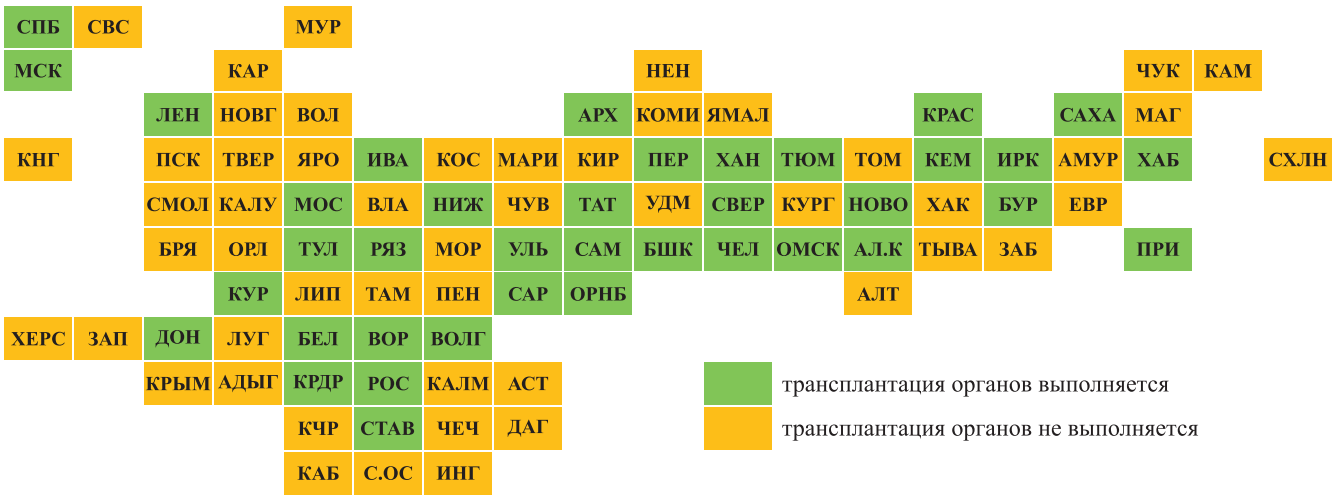 СПБ СВС МУР
МСК КАР НЕН ЧУК КАМ
ЛЕН НОВГ ВОЛ АРХ КОМИ ЯМАЛ КРАС САХА МАГ
КНГ ПСК ТВЕР ЯРО ИВА КОС МАРИ КИР ПЕР ХАН ТЮМ ТОМ КЕМ ИРК АМУР ХАБ СХЛН
СМОЛ КАЛУ МОС ВЛА НИЖ ЧУВ ТАТ УДМ СВЕР КУРГ НОВО ХАК БУР ЕВР
БРЯ ОРЛ ТУЛ РЯЗ МОР УЛЬ САМ БШК ЧЕЛ ОМСК АЛ.К ТЫВА ЗАБ ПРИ
КУР ЛИП ТАМ ПЕН САР ОРНБ АЛТ
ХЕРС ЗАП ДОН ЛУГ БЕЛ ВОР ВОЛГ
КРЫМ АДЫГ КРДР РОС КАЛМ АСТ трансплантация органов выполняется
КЧР СТАВ ЧЕЧ ДАГ трансплантация органов не выполняется
КАБ С.ОС ИНГ